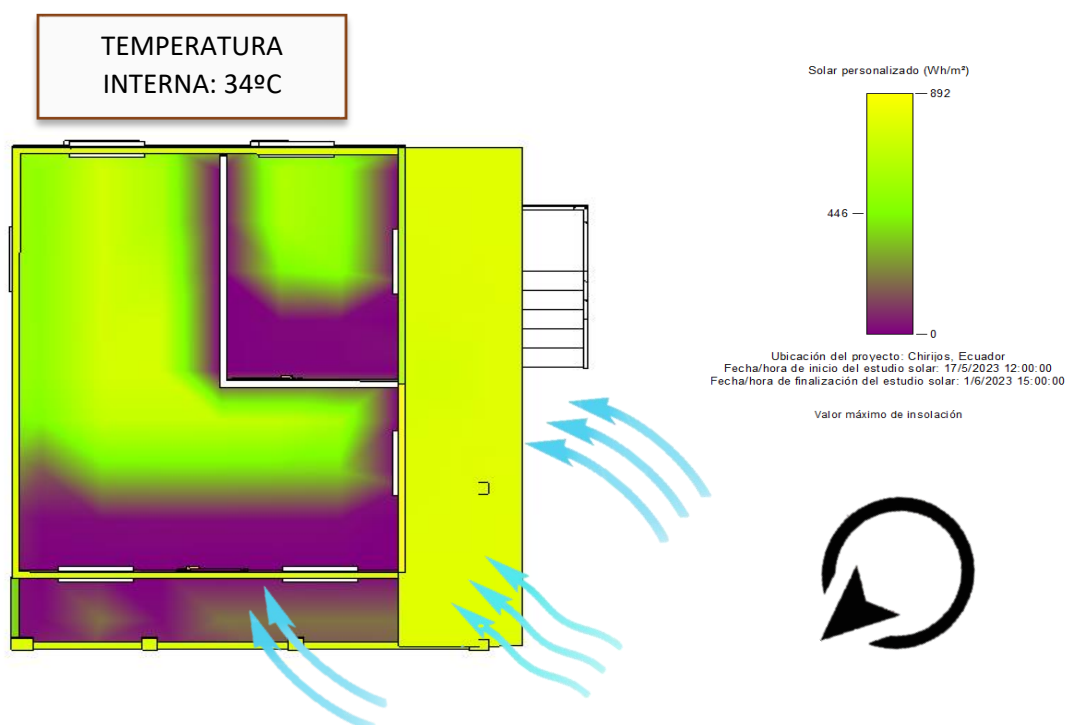 TEMPERATURA
INTERNA: 34ºC
Solar personalizado (Wh/m²)
892
446
0
Ubicación del proyecto: Chirijos, Ecuador
Fecha/hora de inicio del estudio solar: 17/5/2023 12:00:00
Fecha/hora de finalización del estudio solar: 1/6/2023 15:00:00
Valor máximo de insolación